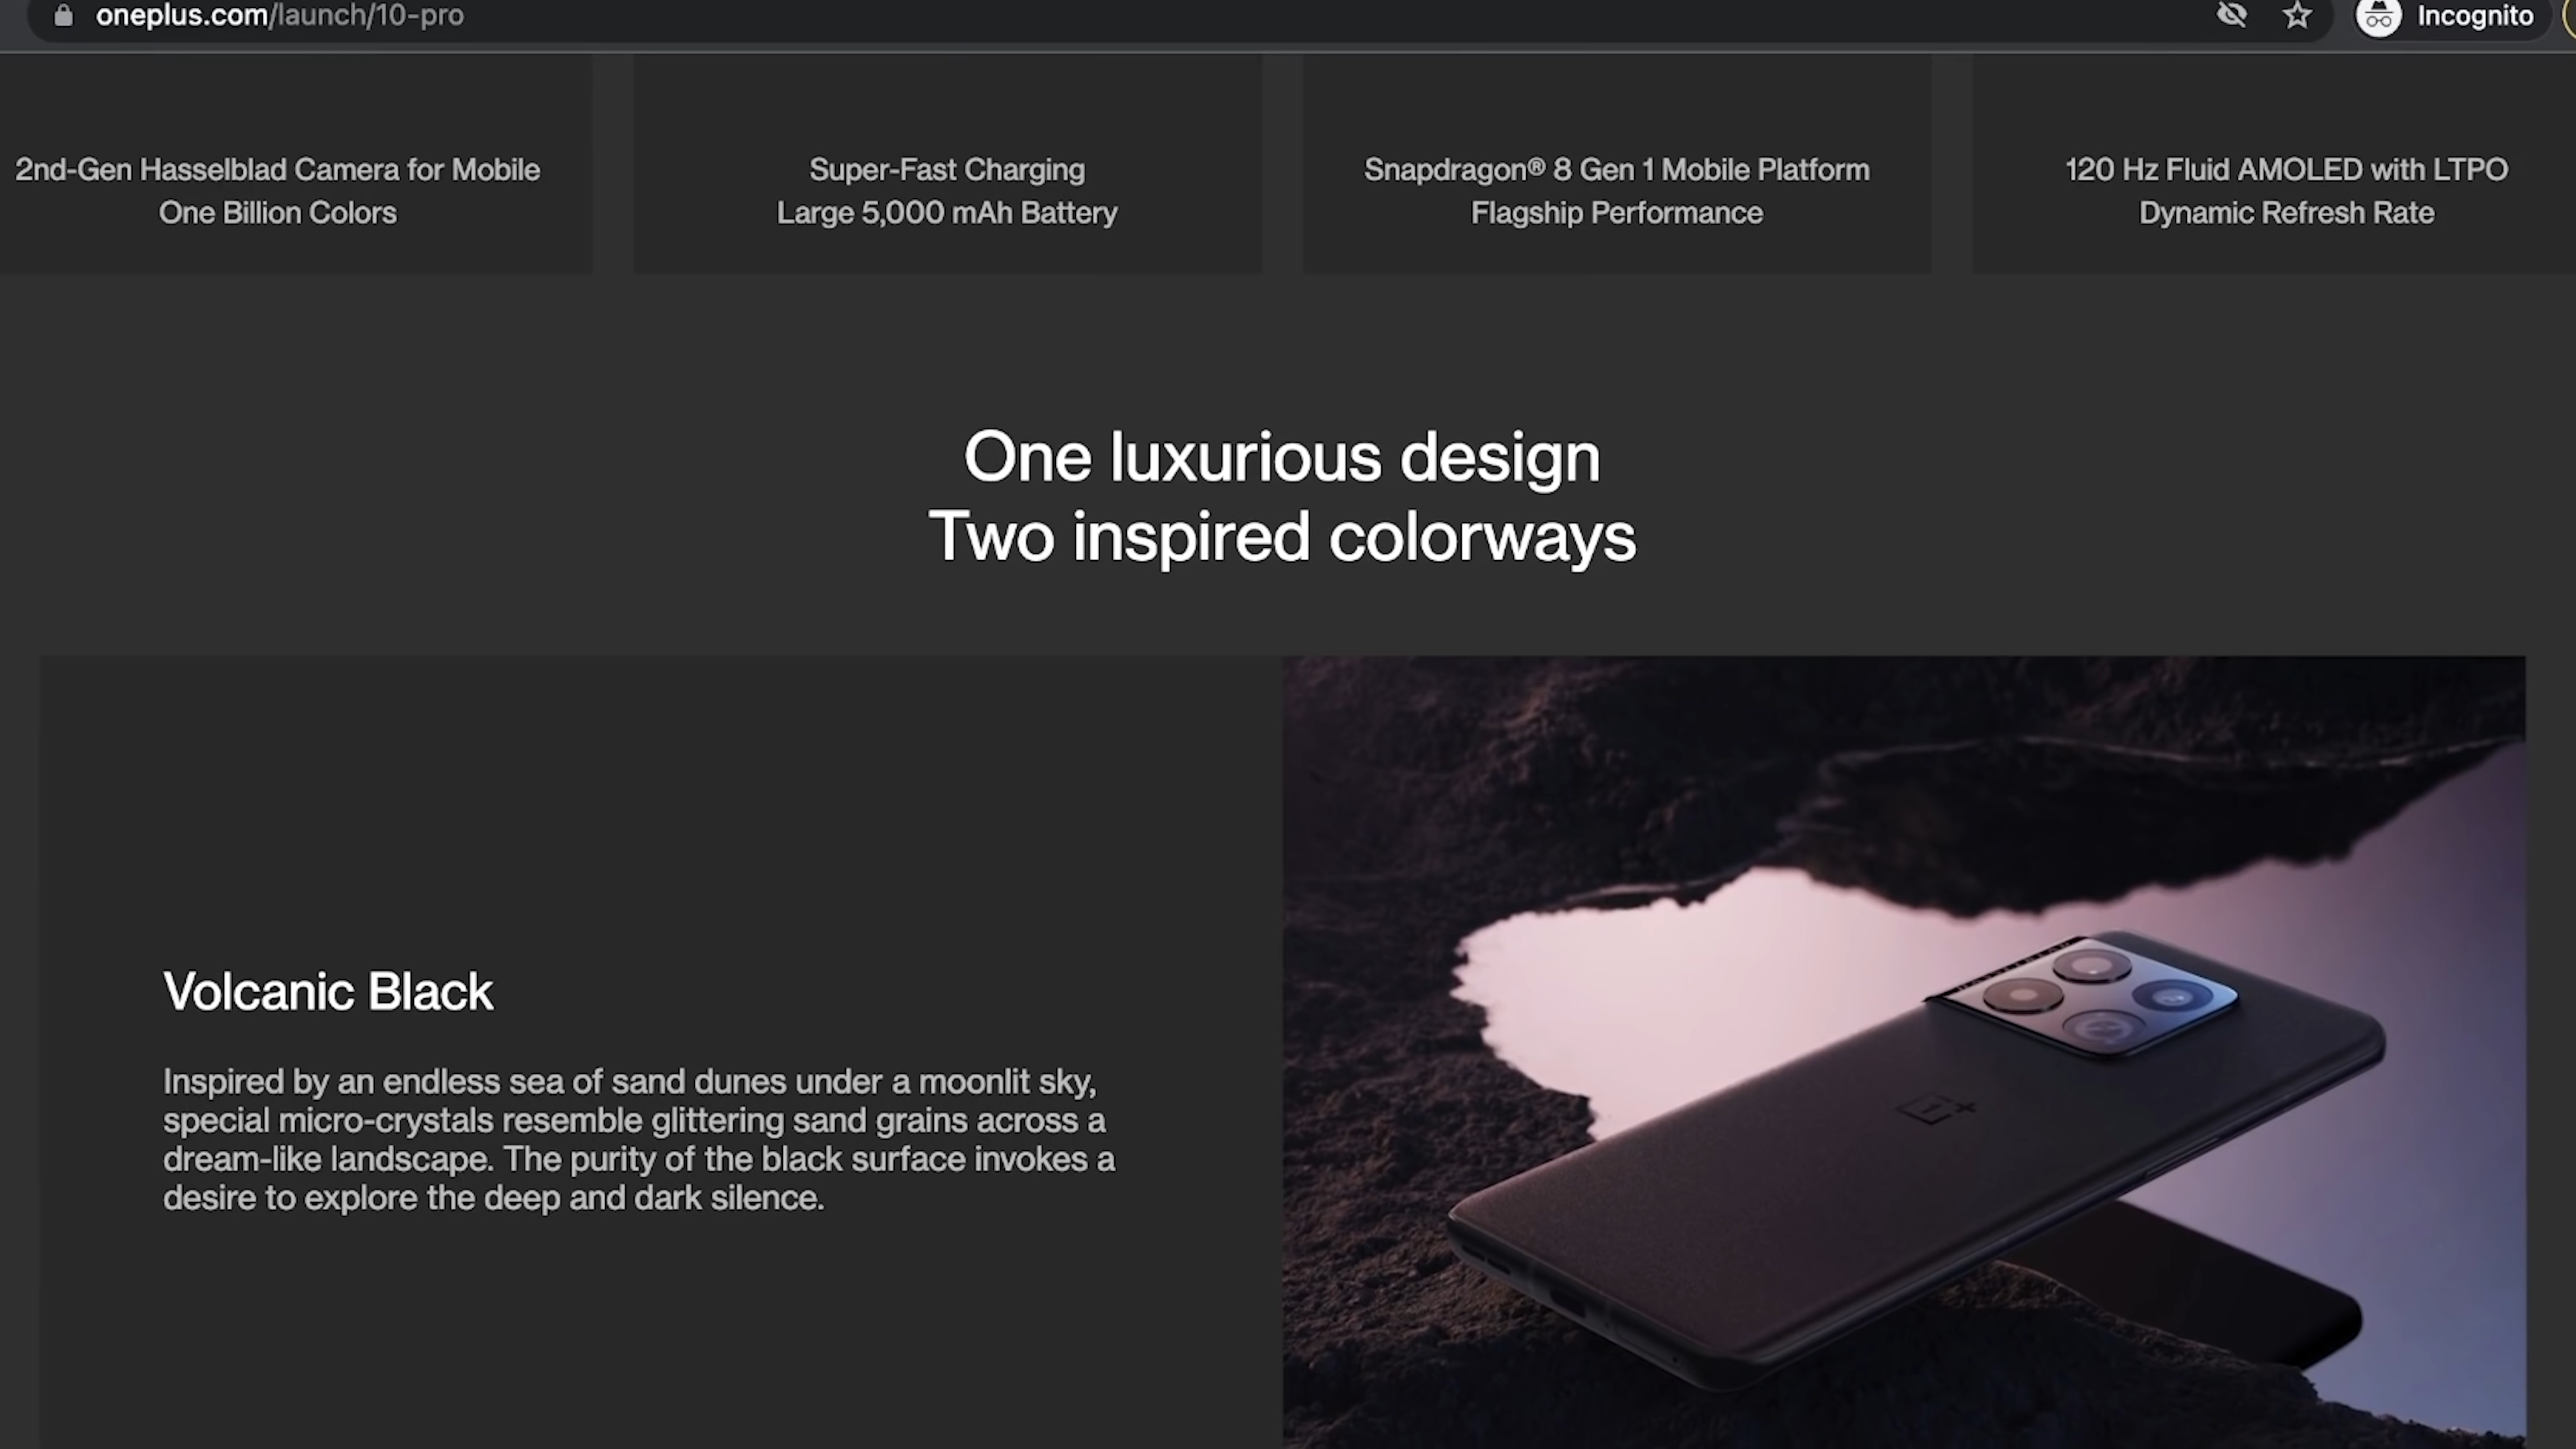 oneplus.com/launch/10-pro
Incognito
2nd-Gen Hasselblad Camera for Mobile
One Billion Colors
Super-Fast Charging
Large 5,000 mAh Battery
Snapdragon® 8 Gen 1 Mobile Platform
Flagship Performance
120 Hz Fluid AMOLED with LTPO
Dynamic Refresh Rate
One luxurious design
Two inspired colorways
Volcanic Black
Inspired by an endless sea of sand dunes under a moonlit sky,
special micro-crystals resemble glittering sand grains across a
dream-like landscape. The purity of the black surface invokes a
desire to explore the deep and dark silence.